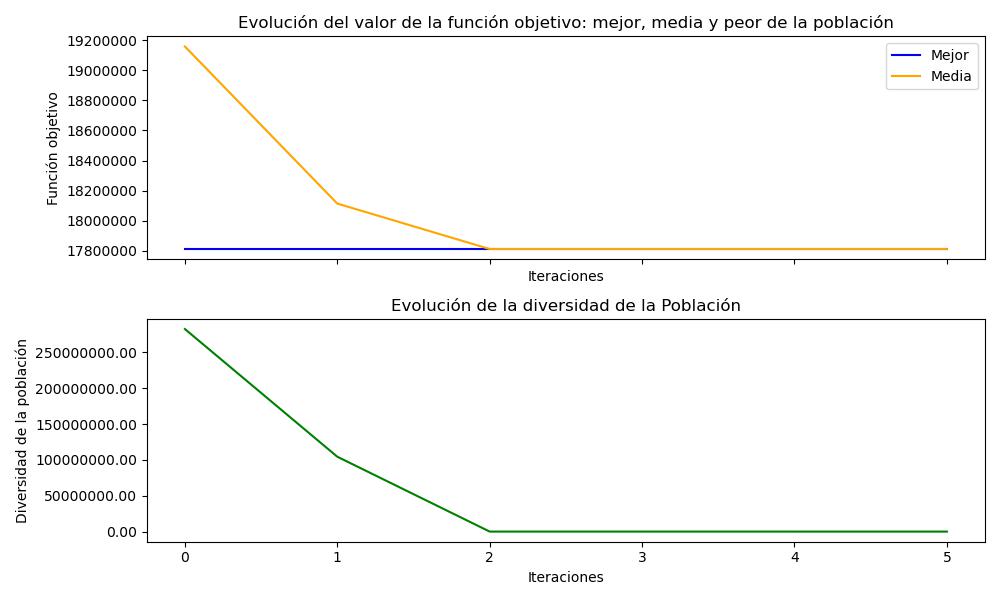 Evolución del valor de la función objetivo: mejor, media y peor de la población
19200000
19000000
18800000
18600000
18400000
18200000
18000000
17800000
Función objetivo
Mejor
Media
Iteraciones
Evolución de la diversidad de la Población
250000000.00
200000000.00
150000000.00
100000000.00
50000000.00
0.00
Diversidad de la población
0 1 2 3 4 5
Iteraciones